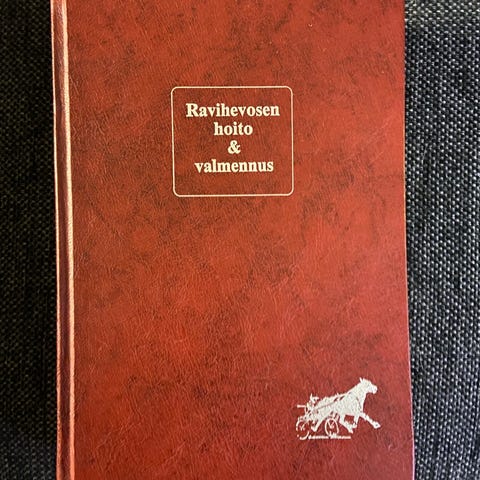 Ravihevosen
hoito
&
valmennus